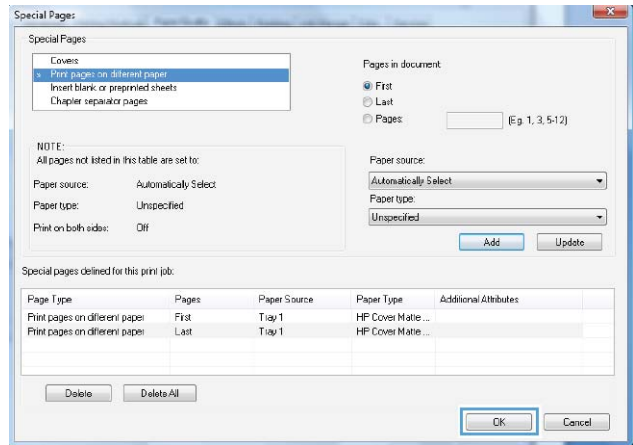 Special Pages
Special Pages
Covers
Print pages on different paper
Insert blank or preprinted sheets
Chapter separator pages
Pages in document
First
Last
Pages: (Eg. 1, 3, 5-12)
NOTE:
All pages not listed in this table are set to:
Paper source: Automatically Select
Paper type: Unspecified
Print on both sides: Off
Paper source:
Automatically Select
Paper type:
Unspecified
Add Update
Special pages defined for this print job:
Page Type Pages Paper Source Paper Type Additional Attributes
Print pages on different paper First Tray 1 HP Cover Matte ...
Print pages on different paper Last Tray 1 HP Cover Matte ...
Delete Delete All
OK Cancel